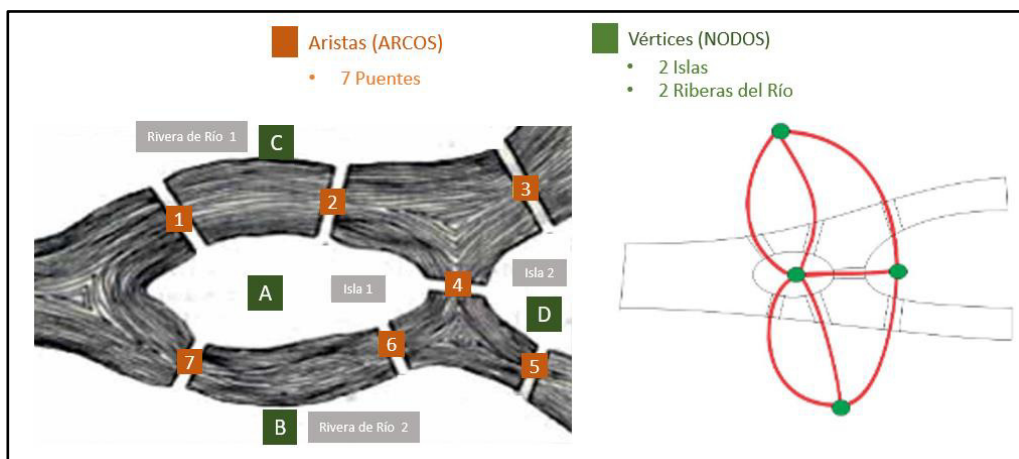 Aristas (ARCOS)
• 7 Puentes
Vértices (NODOS)
• 2 Islas
• 2 Riberas del Río
Rivera de Río 1
C
1
2
3
A
Isla 1
4
Isla 2
D
7
6
5
B
Rivera de Río 2